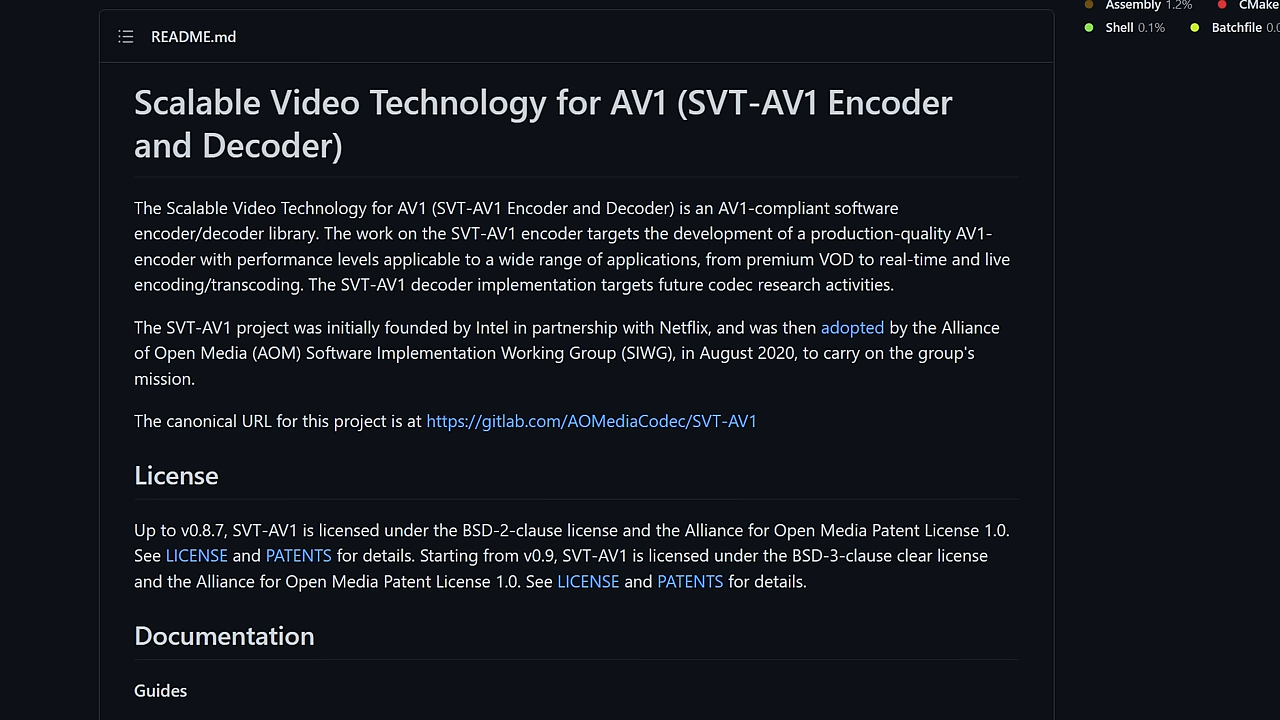 Assembly 1.2% CMake
Shell 0.1% Batchfile 0.0
README.md
Scalable Video Technology for AV1 (SVT-AV1 Encoder
and Decoder)
The Scalable Video Technology for AV1 (SVT-AV1 Encoder and Decoder) is an AV1-compliant software
encoder/decoder library. The work on the SVT-AV1 encoder targets the development of a production-quality AV1-
encoder with performance levels applicable to a wide range of applications, from premium VOD to real-time and live
encoding/transcoding. The SVT-AV1 decoder implementation targets future codec research activities.
The SVT-AV1 project was initially founded by Intel in partnership with Netflix, and was then adopted by the Alliance
of Open Media (AOM) Software Implementation Working Group (SIWG), in August 2020, to carry on the group's
mission.
The canonical URL for this project is at https://gitlab.com/AOMediaCodec/SVT-AV1
License
Up to v0.8.7, SVT-AV1 is licensed under the BSD-2-clause license and the Alliance for Open Media Patent License 1.0.
See LICENSE and PATENTS for details. Starting from v0.9, SVT-AV1 is licensed under the BSD-3-clause clear license
and the Alliance for Open Media Patent License 1.0. See LICENSE and PATENTS for details.
Documentation
Guides